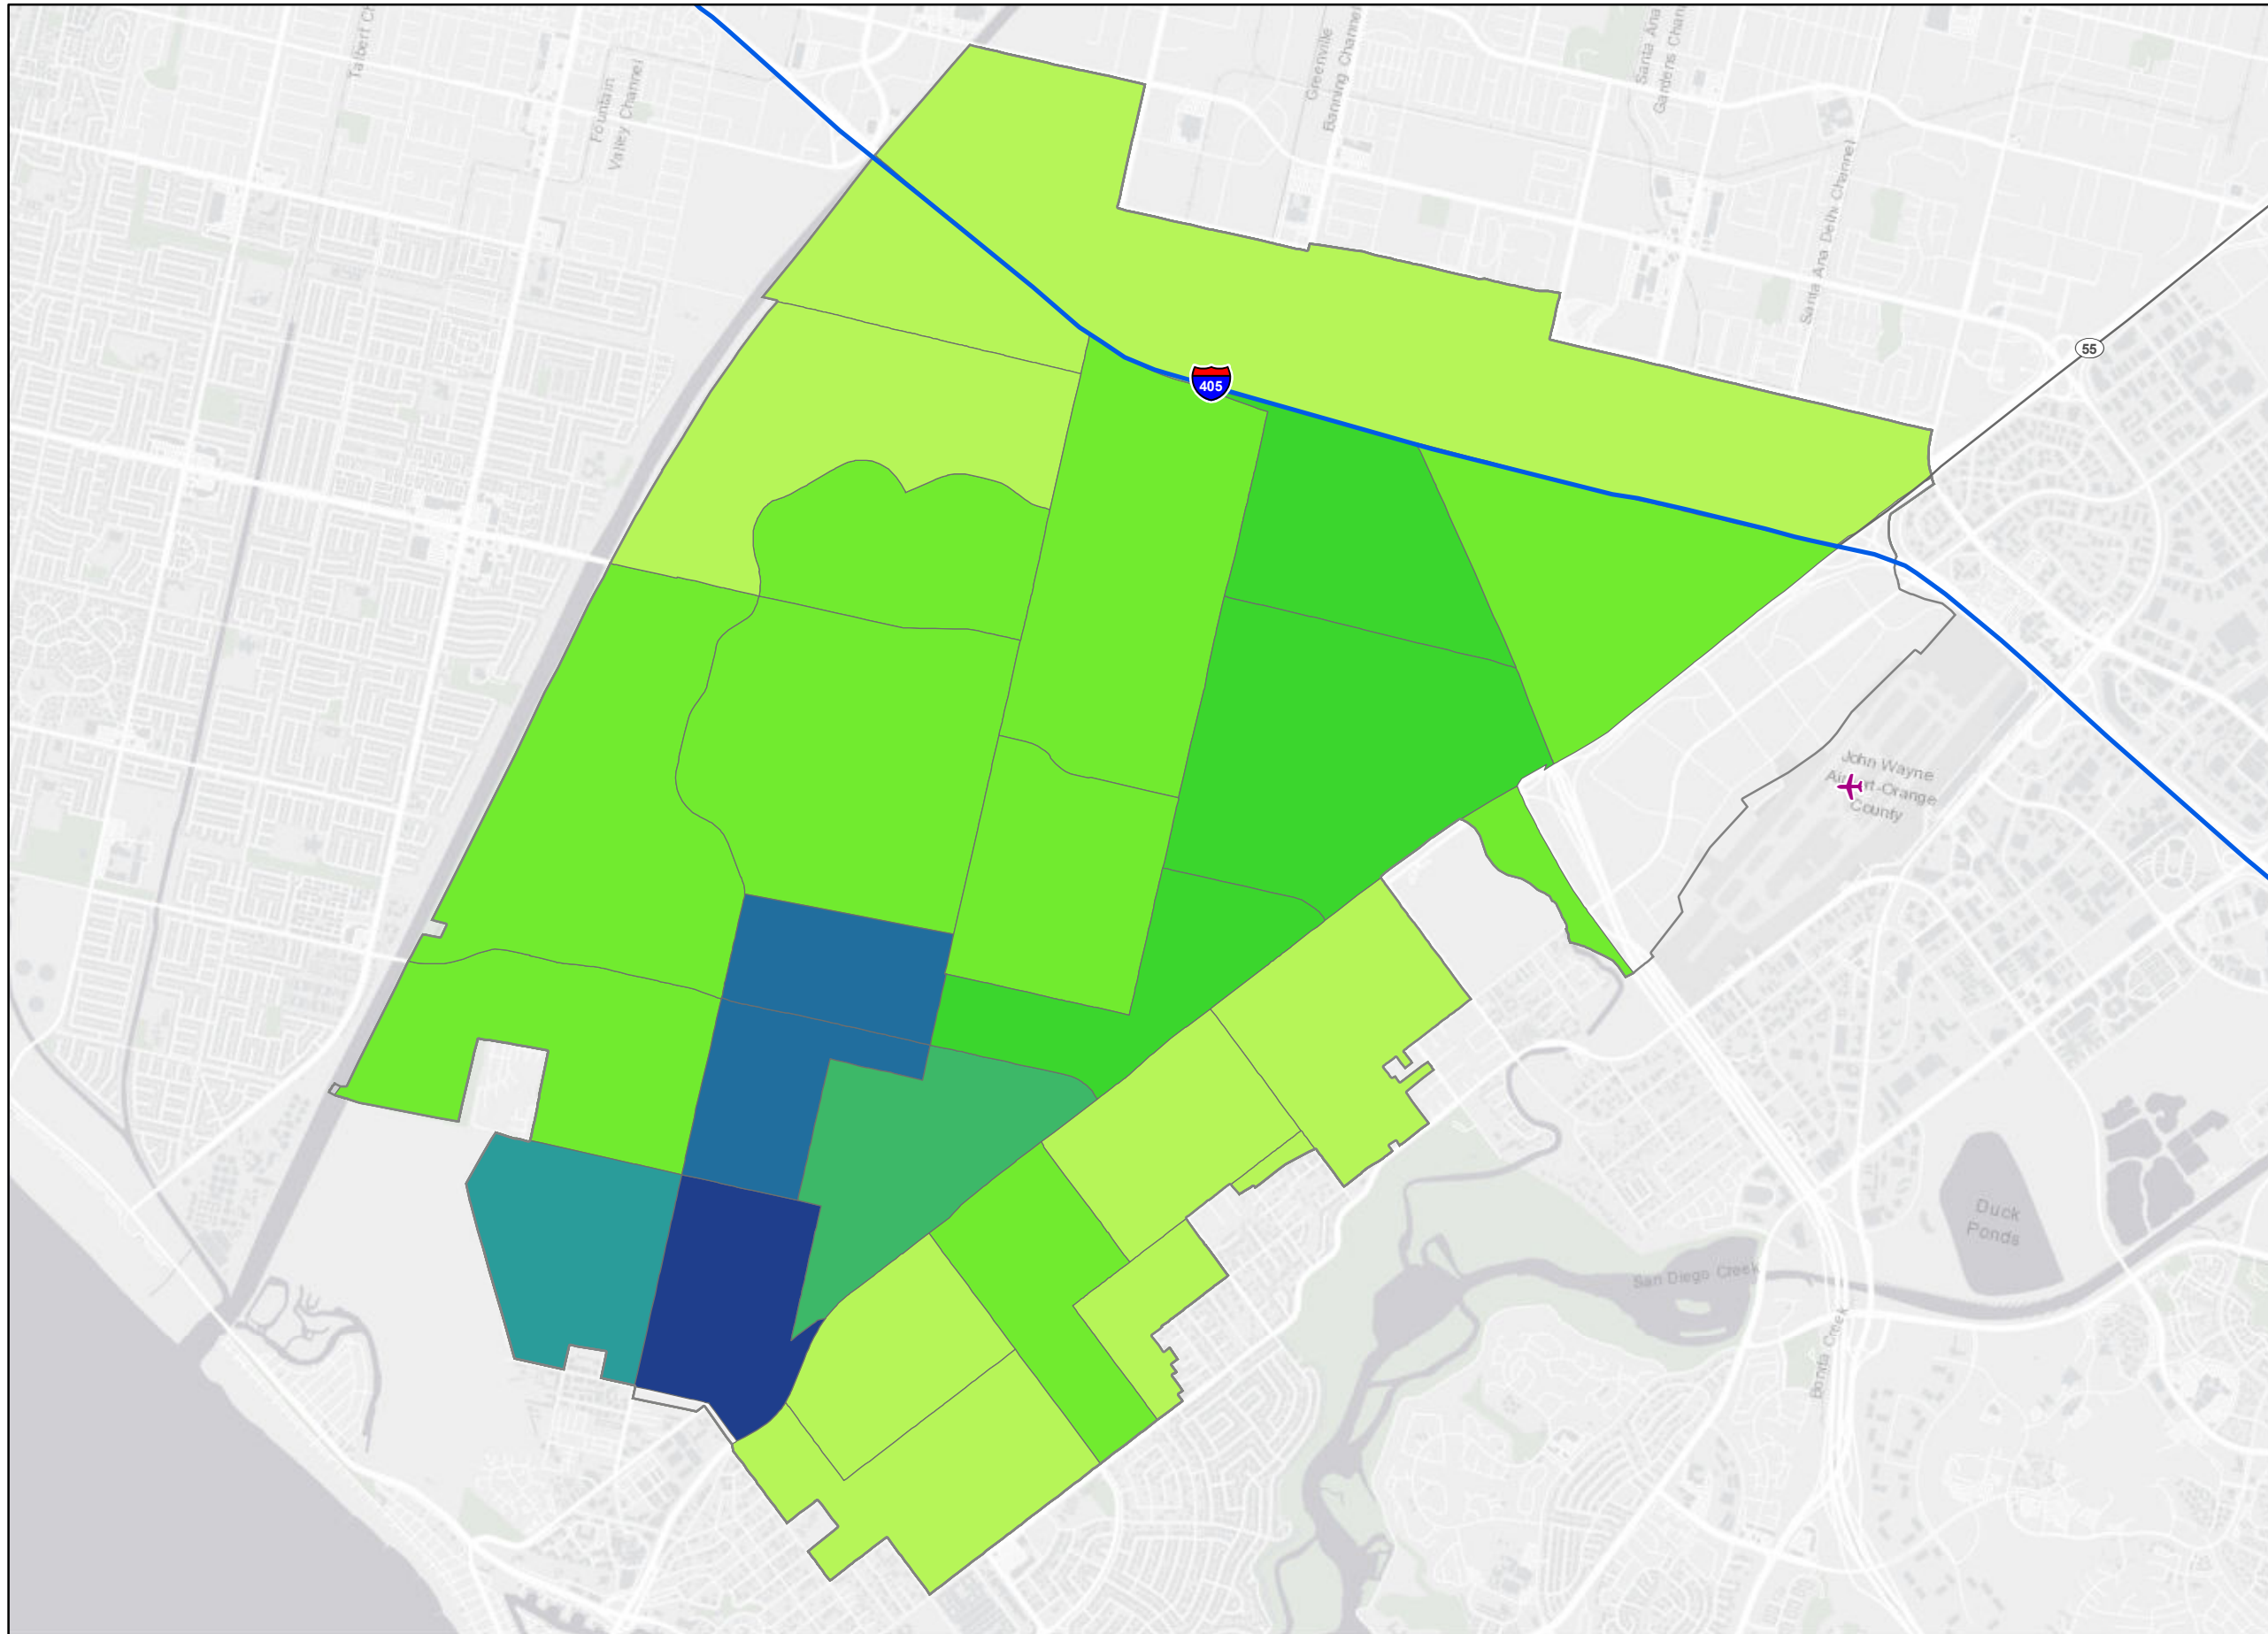 Talbert Ch
Fountain
Valley Channel
Greenville
Banning Channel
Santa Ana
Gardens Chan
Santa Ana Delhi Channel
55
405
John Wayne
Airport-Orange
County
Duck
Ponds
San Diego Creek
Bonita Creek